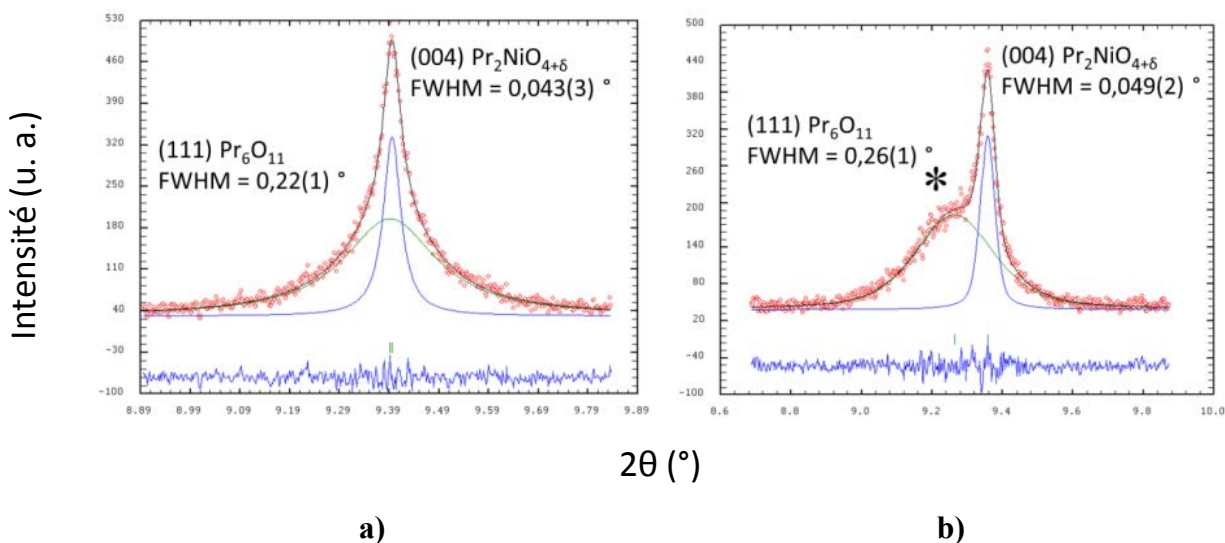 Intensité (u. a.)
530
460
390
320
250
180
110
40
-30
-100
(004) Pr2NiO4+δ
FWHM = 0,043(3) °
(111) Pr6O11
FWHM = 0,22(1) °
8.89 8.99 9.09 9.19 9.29 9.39 9.49 9.59 9.69 9.79 9.89
500
440
380
320
260
200
140
80
20
-40
-100
(004) Pr2NiO4+δ
FWHM = 0,049(2) °
(111) Pr6O11
FWHM = 0,26(1) °
*
8.6 8.8 9.0 9.2 9.4 9.6 9.8 10.0
2θ (°)
a) b)